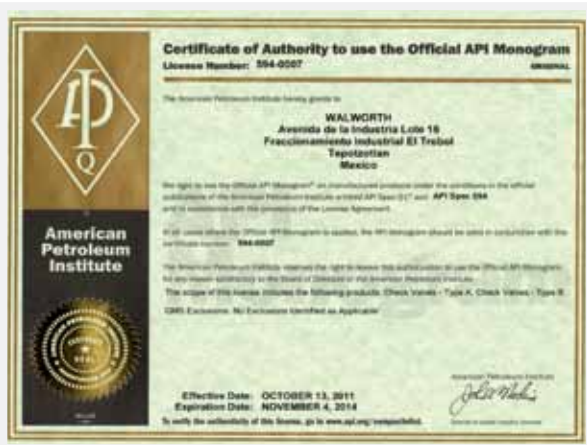 Certificate of Authority to use the Official API Monogram
License Number: 594-0007
ORIGINAL
The American Petroleum Institute hereby grants to
WALWORTH
Avenida de la Industria Lote 16
Fraccionamiento Industrial El Trebol
Tepotzotlan
Mexico
the right to use the Official API Monogram® on manufactured products under the conditions in the official
publications of the American Petroleum Institute entitled API Spec Q1® and API Spec 594
and in accordance with the provisions of the License Agreement.
In all cases where the Official API Monogram is applied, the API Monogram should be used in conjunction with this
certificate number: 594-0007
The American Petroleum Institute reserves the right to revoke this authorization to use the Official API Monogram
for any reason satisfactory to the Board of Directors of the American Petroleum Institute.
The scope of this license includes the following products: Check Valves - Type A, Check Valves - Type B
QMS Exclusions: No Exclusions Identified as Applicable
American Petroleum Institute
Effective Date: OCTOBER 13, 2011
Expiration Date: NOVEMBER 4, 2014
To verify the authenticity of this license, go to www.api.org/compositelist.
API
Q
American
Petroleum
Institute